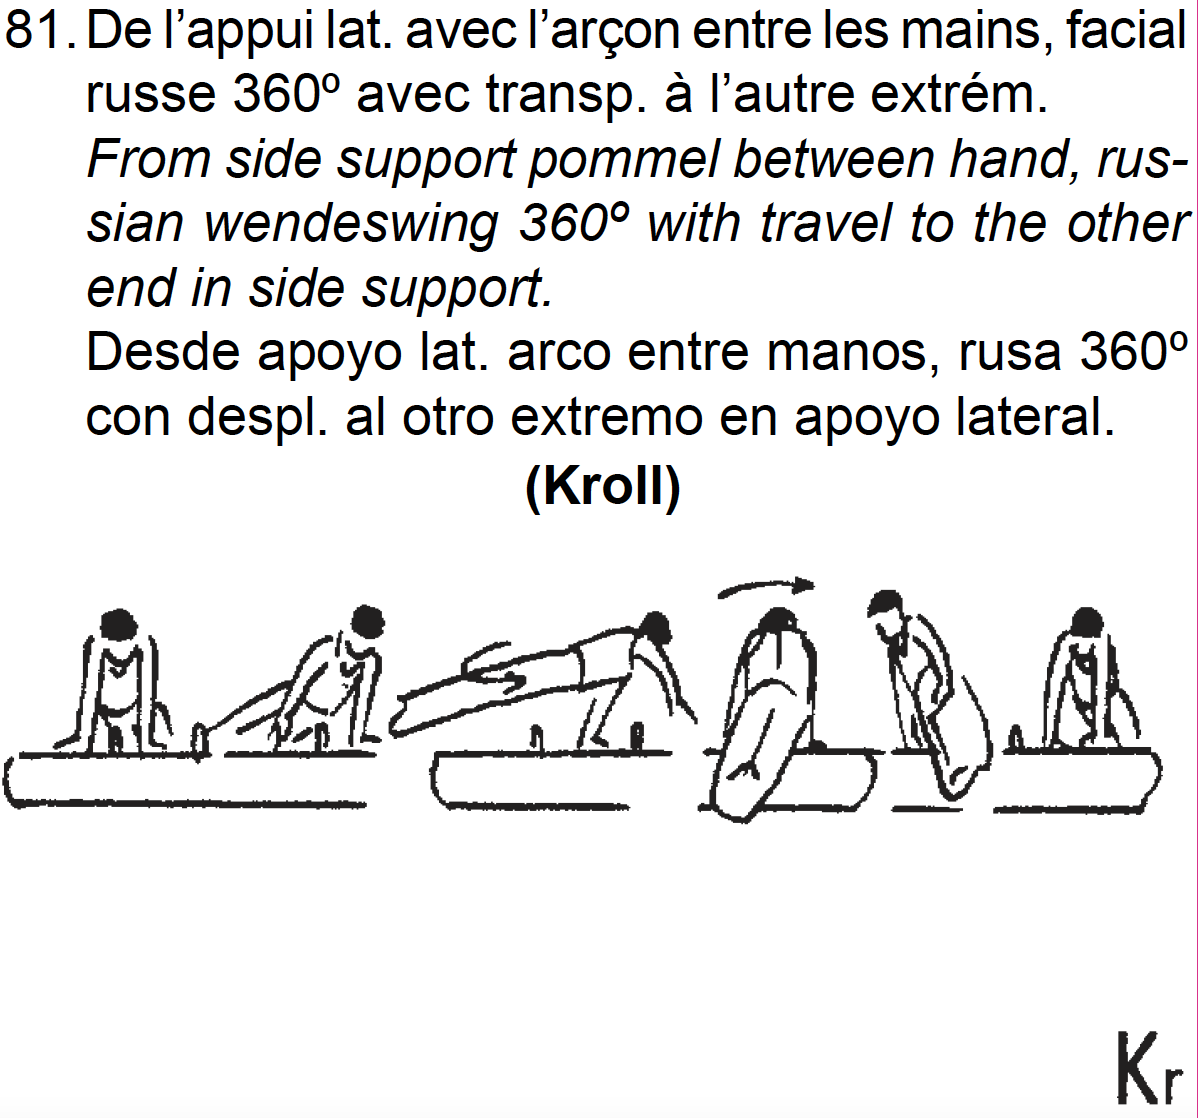 81. De l’appui lat. avec l’arçon entre les mains, facial
russe 360º avec transp. à l’autre extrém.
From side support pommel between hand, rus-
sian wendeswing 360º with travel to the other
end in side support.
Desde apoyo lat. arco entre manos, rusa 360º
con despl. al otro extremo en apoyo lateral.
(Kroll)
Kr